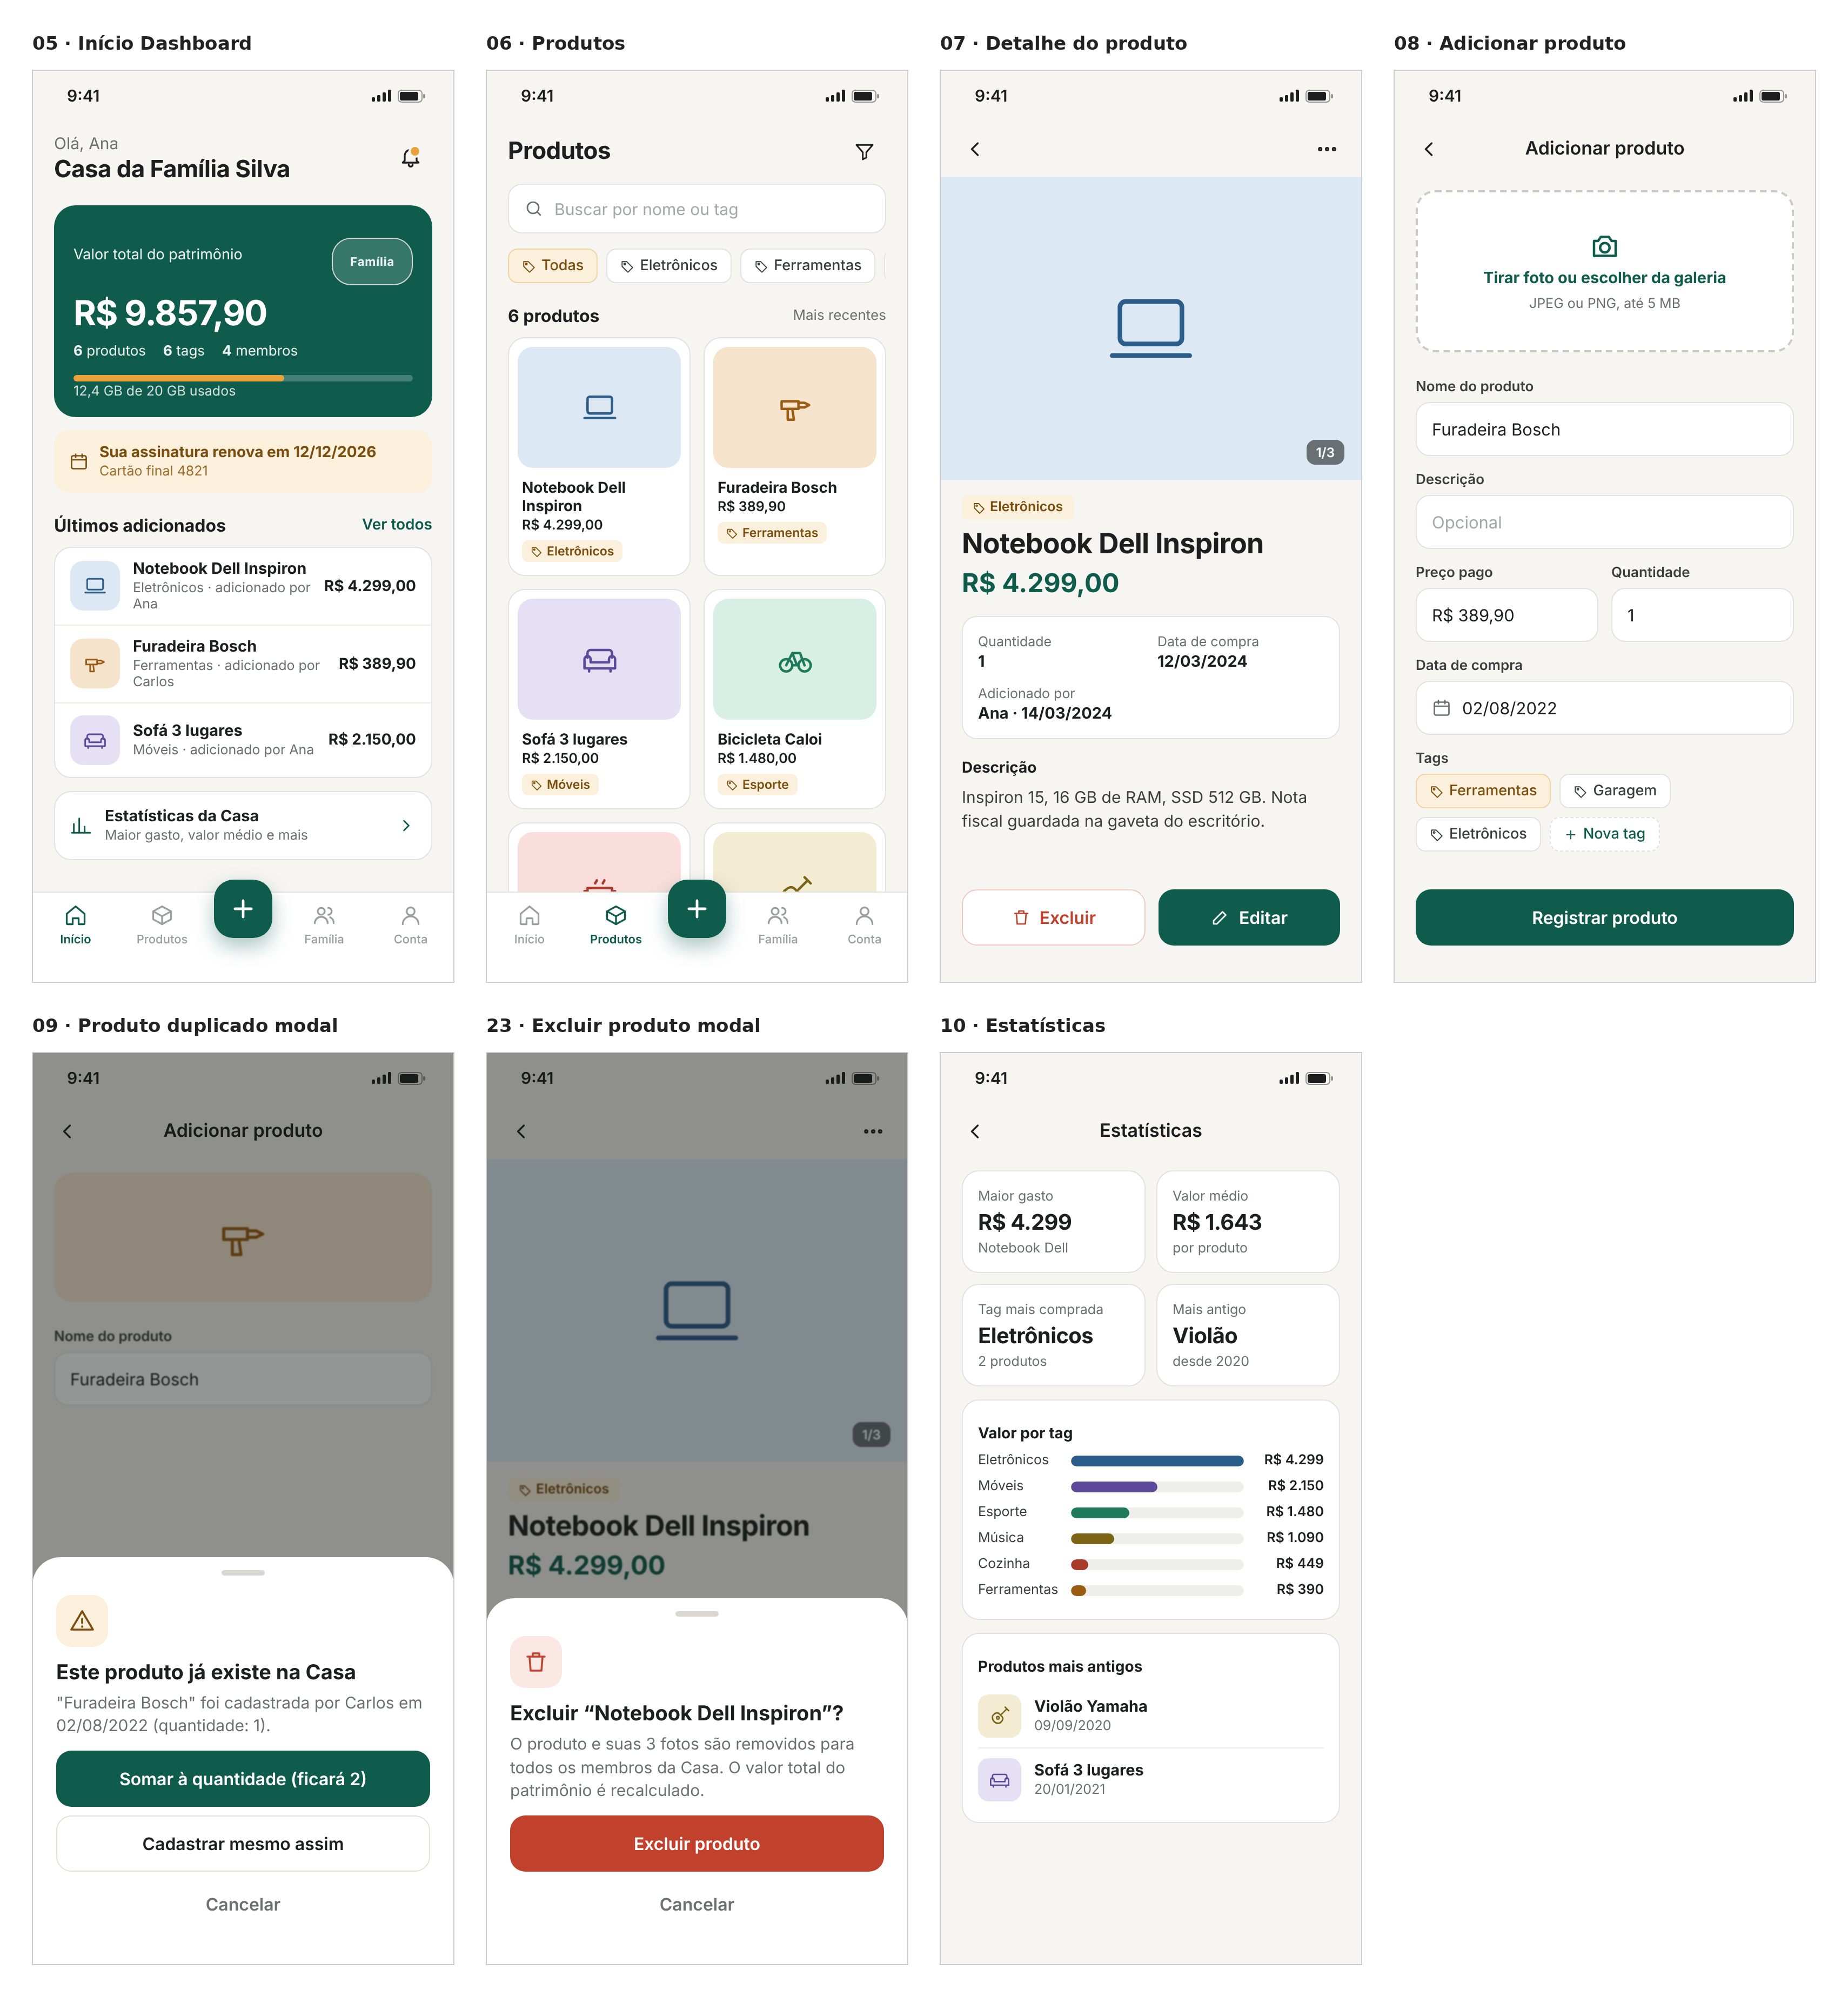 05 · Início Dashboard
9:41
Olá, Ana
Casa da Família Silva
Valor total do patrimônio
Família
R$ 9.857,90
6 produtos 6 tags 4 membros
12,4 GB de 20 GB usados
Sua assinatura renova em 12/12/2026
Cartão final 4821
Últimos adicionados Ver todos
Notebook Dell Inspiron
Eletrônicos · adicionado por
Ana
R$ 4.299,00
Furadeira Bosch
Ferramentas · adicionado por
Carlos
R$ 389,90
Sofá 3 lugares
Móveis · adicionado por Ana
R$ 2.150,00
Estatísticas da Casa
Maior gasto, valor médio e mais
Início Produtos Família Conta
06 · Produtos
9:41
Produtos
Buscar por nome ou tag
Todas Eletrônicos Ferramentas
6 produtos Mais recentes
Notebook Dell
Inspiron
R$ 4.299,00
Eletrônicos
Furadeira Bosch
R$ 389,90
Ferramentas
Sofá 3 lugares
R$ 2.150,00
Móveis
Bicicleta Caloi
R$ 1.480,00
Esporte
Início Produtos Família Conta
07 · Detalhe do produto
9:41
1/3
Eletrônicos
Notebook Dell Inspiron
R$ 4.299,00
Quantidade
1
Data de compra
12/03/2024
Adicionado por
Ana · 14/03/2024
Descrição
Inspiron 15, 16 GB de RAM, SSD 512 GB. Nota
fiscal guardada na gaveta do escritório.
Excluir Editar
08 · Adicionar produto
9:41
Adicionar produto
Tirar foto ou escolher da galeria
JPEG ou PNG, até 5 MB
Nome do produto
Furadeira Bosch
Descrição
Opcional
Preço pago
R$ 389,90
Quantidade
1
Data de compra
02/08/2022
Tags
Ferramentas Garagem
Eletrônicos + Nova tag
Registrar produto
09 · Produto duplicado modal
9:41
Adicionar produto
Nome do produto
Furadeira Bosch
Este produto já existe na Casa
"Furadeira Bosch" foi cadastrada por Carlos em
02/08/2022 (quantidade: 1).
Somar à quantidade (ficará 2)
Cadastrar mesmo assim
Cancelar
23 · Excluir produto modal
9:41
1/3
Eletrônicos
Notebook Dell Inspiron
R$ 4.299,00
Excluir “Notebook Dell Inspiron”?
O produto e suas 3 fotos são removidos para
todos os membros da Casa. O valor total do
patrimônio é recalculado.
Excluir produto
Cancelar
10 · Estatísticas
9:41
Estatísticas
Maior gasto
R$ 4.299
Notebook Dell
Valor médio
R$ 1.643
por produto
Tag mais comprada
Eletrônicos
2 produtos
Mais antigo
Violão
desde 2020
Valor por tag
Eletrônicos R$ 4.299
Móveis R$ 2.150
Esporte R$ 1.480
Música R$ 1.090
Cozinha R$ 449
Ferramentas R$ 390
Produtos mais antigos
Violão Yamaha
09/09/2020
Sofá 3 lugares
20/01/2021